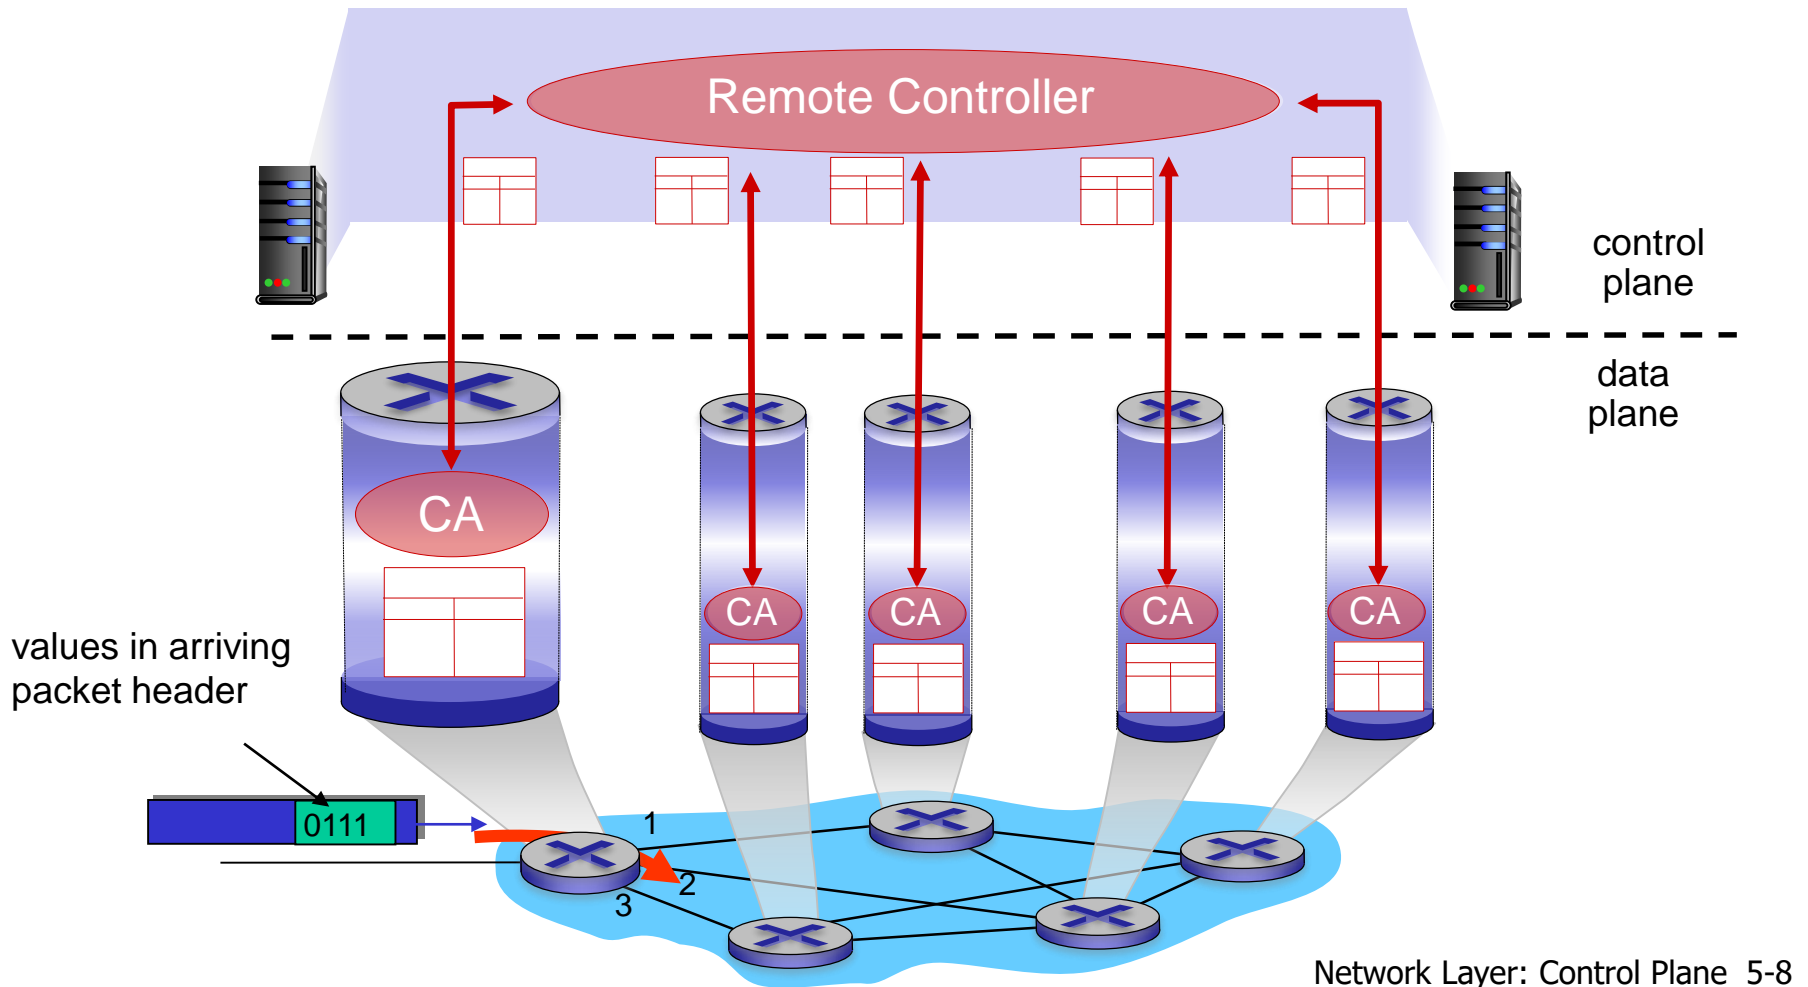 Remote Controller
control
plane
data
plane
CA
CA
CA
CA
CA
values in arriving
packet header
0111
1
2
3
Network Layer: Control Plane 5-8